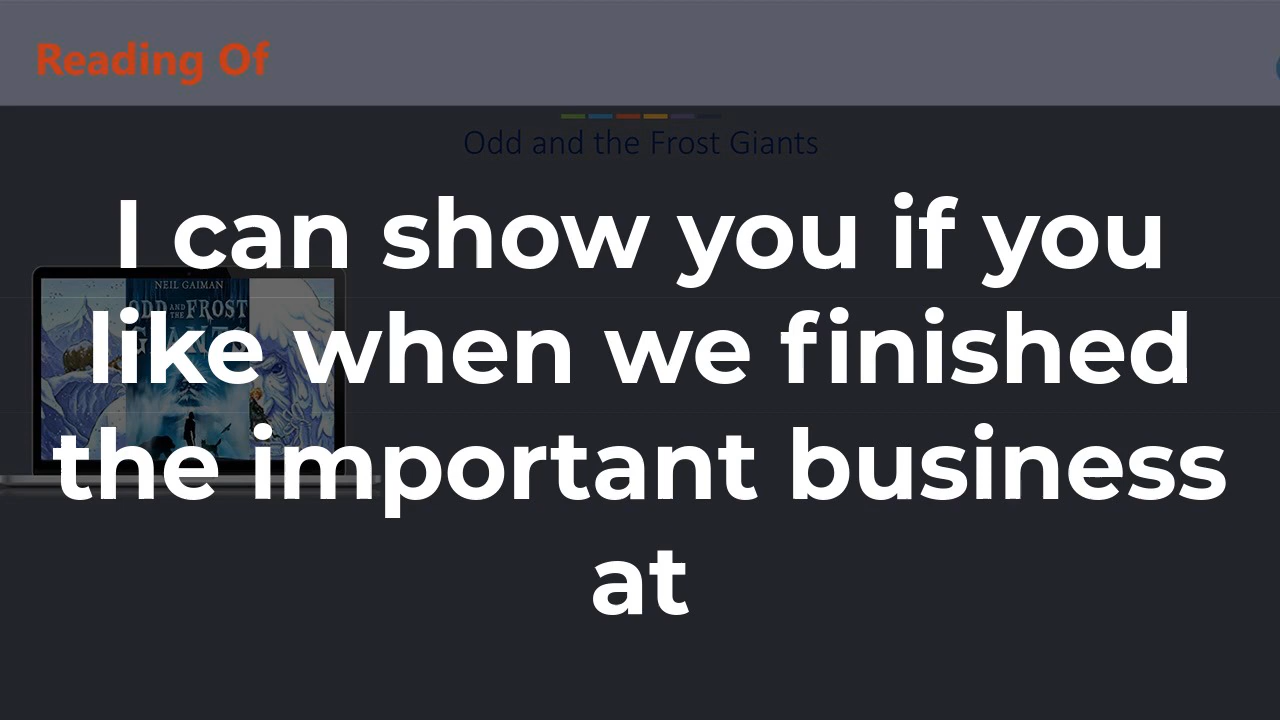 Reading Of
Odd and the Frost Giants
I can show you if you
like when we finished
the important business
at
NEIL GAIMAN
ODD AND THE FROST
GIANTS